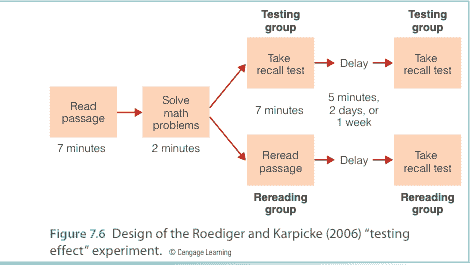 Testing
group
Testing
group
Take
recall test
Delay
Take
recall test
Read
passage
Solve
math
problems
7 minutes
5 minutes,
2 days, or
1 week
7 minutes
2 minutes
Reread
passage
Delay
Take
recall test
Rereading
group
Rereading
group
Figure 7.6 Design of the Roediger and Karpicke (2006) “testing
effect” experiment. © Cengage Learning